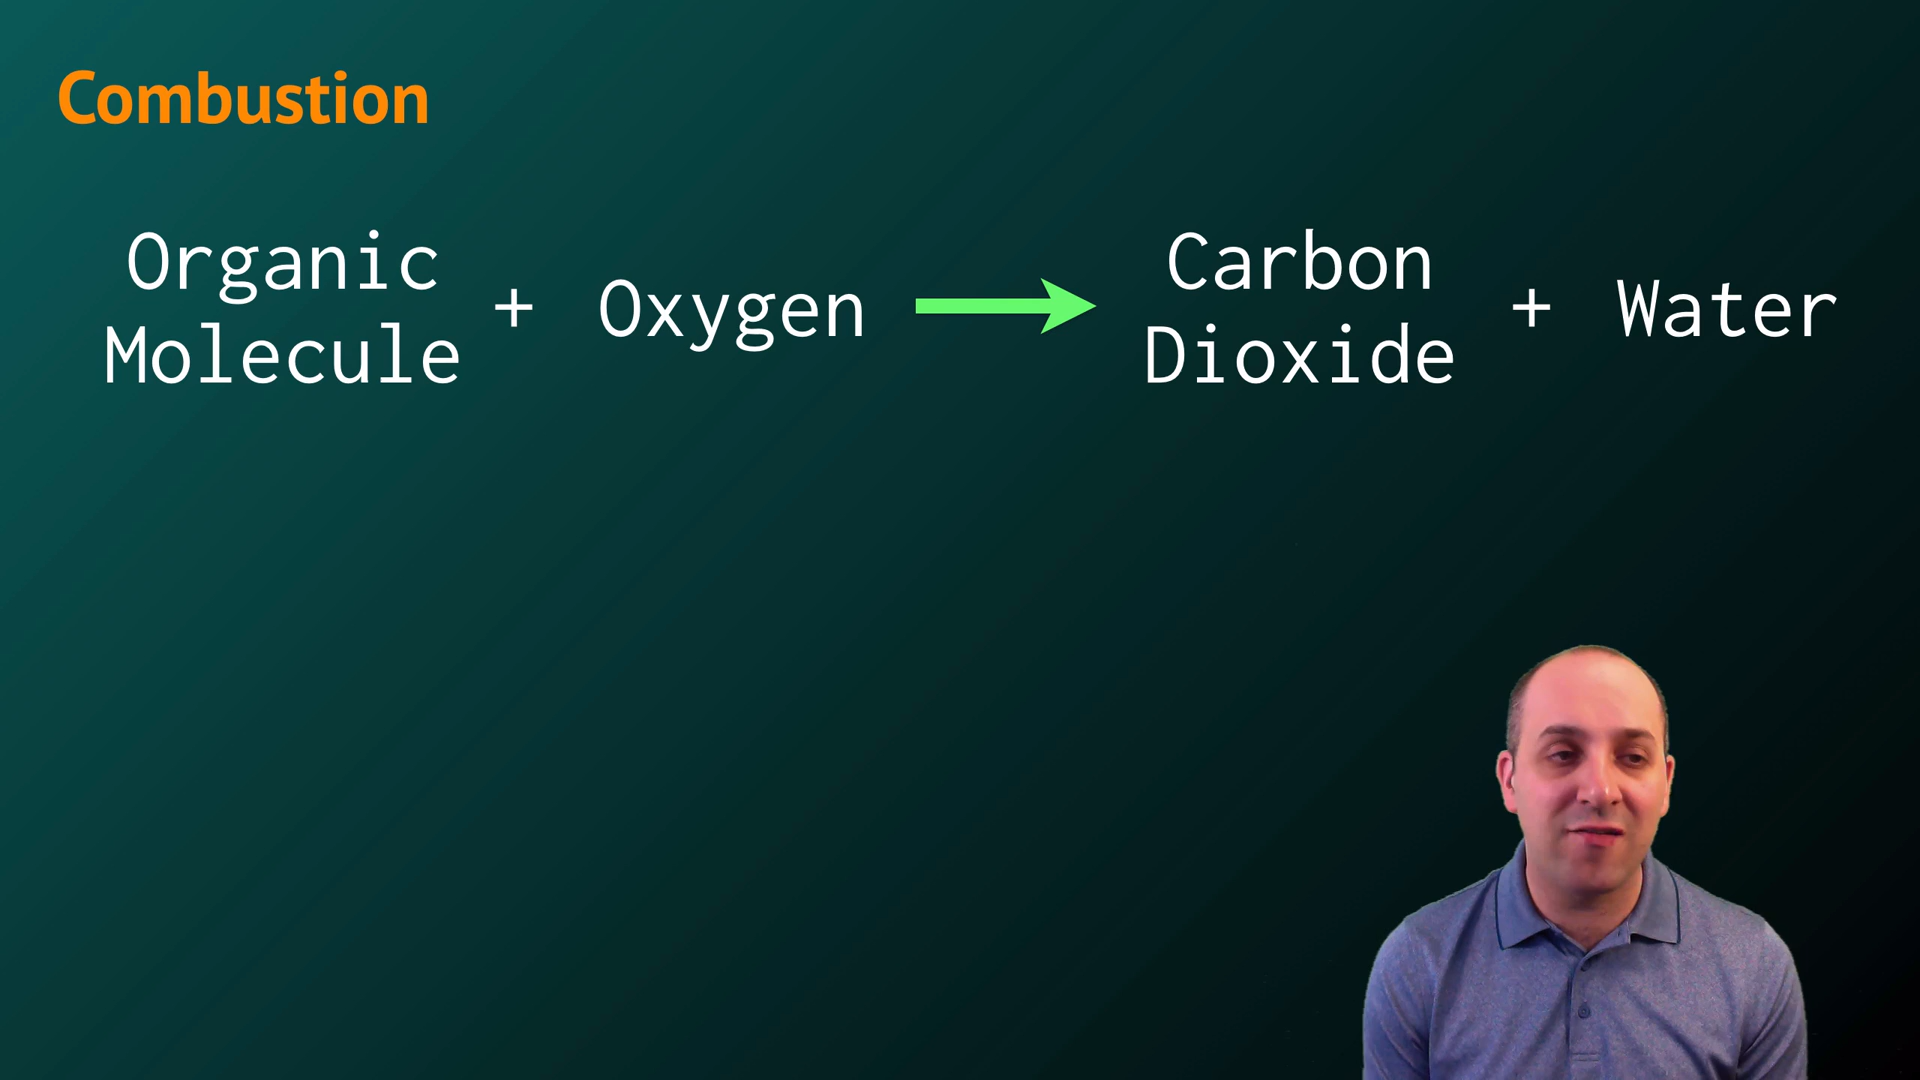 Combustion
Organic
Molecule
+
Oxygen
Carbon
Dioxide
+
Water